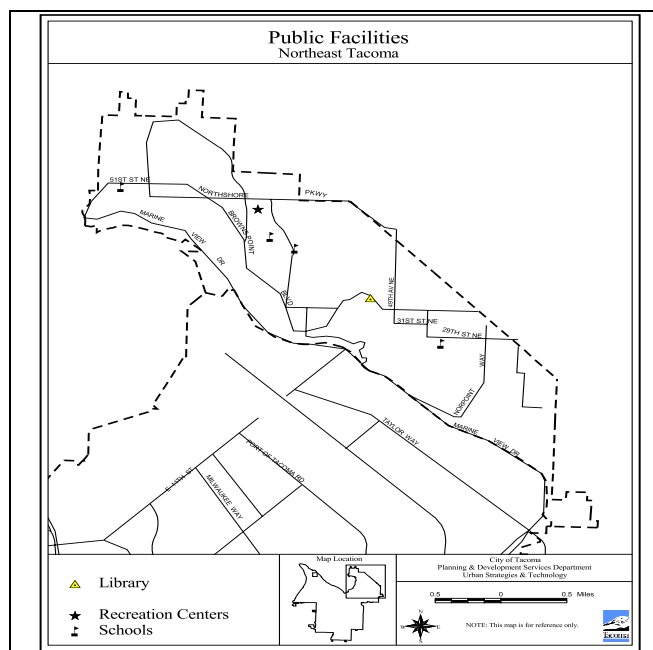 Public Facilities
Northeast Tacoma
51ST ST NE
NORTHSHORE PKWY
MARINE VIEW DR
BROWNS POINT BLVD
49TH AV NE
31ST ST NE
29TH ST NE
NORPOINT WAY
MARINE VIEW DR
TAYLOR WAY
PORT OF TACOMA RD
E 11TH ST
MILWAUKEE WAY
Library
Recreation Centers
Schools
Map Location
City of Tacoma
Planning & Development Services Department
Urban Strategies & Technology
0.5 0 0.5 Miles
N
W E
S
NOTE: This map is for reference only.
Tacoma